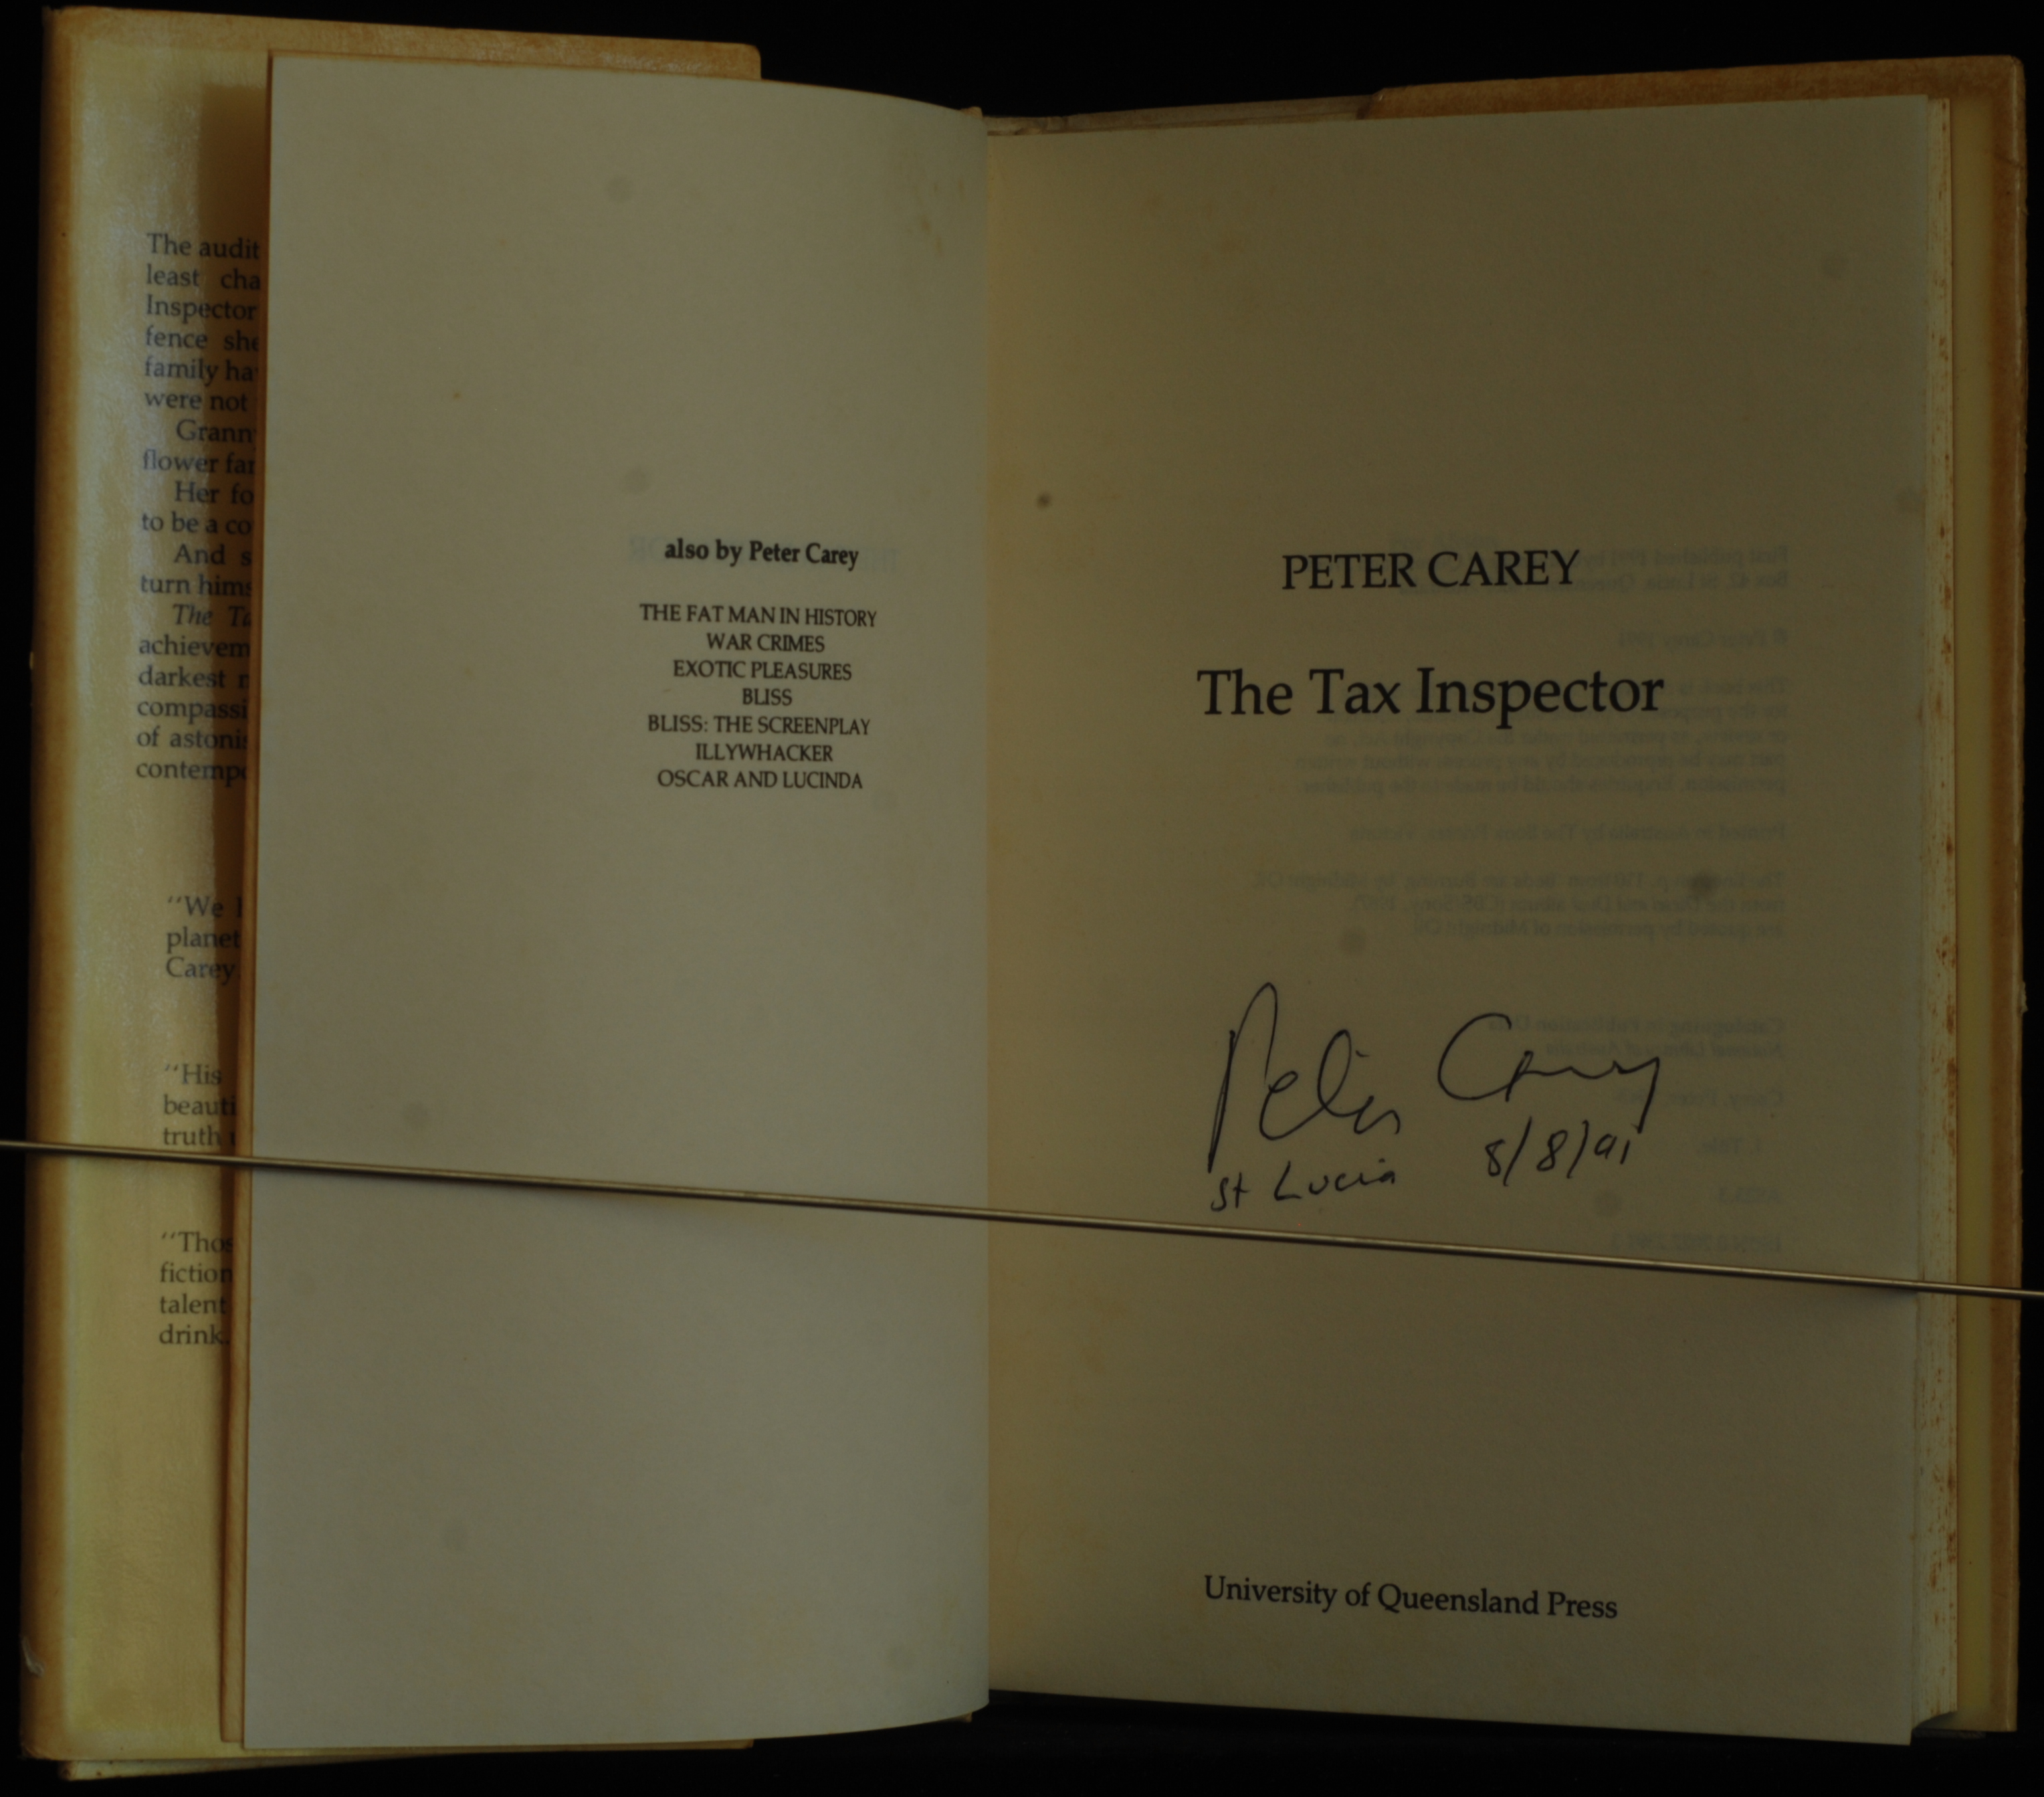 The audit
least cha
Inspector
fence she
family ha
were not
Grann
flower far
Her fo
to be a co
And s
turn hims
The Ta
achievem
darkest
compassi
of astonis
contempo
"We
planet
Carey
"His
beauti
truth
"Thos
fiction
talent
drink.
also by Peter Carey
THE FAT MAN IN HISTORY
WAR CRIMES
EXOTIC PLEASURES
BLISS
BLISS: THE SCREENPLAY
ILLYWHACKER
OSCAR AND LUCINDA
PETER CAREY
The Tax Inspector
Peter Carey
St Lucia 8/8/91
University of Queensland Press